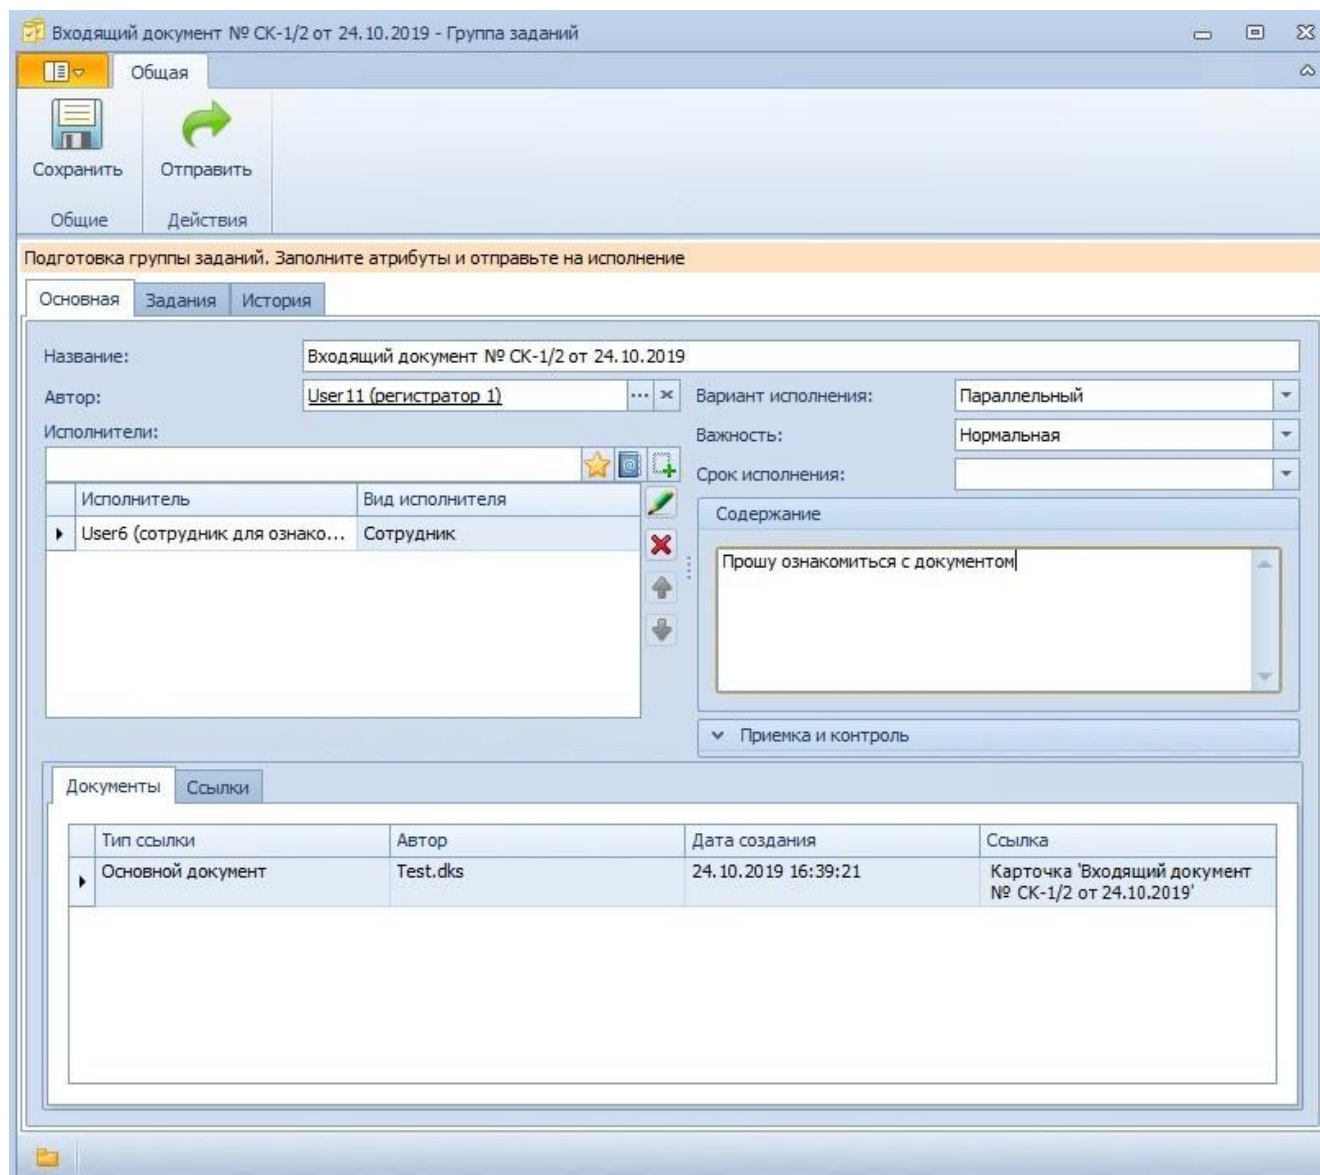 Входящий документ № СК-1/2 от 24.10.2019 - Группа заданий
Общая
Сохранить
Отправить
Общие
Действия
Подготовка группы заданий. Заполните атрибуты и отправьте на исполнение
Основная
Задания
История
Название:
Входящий документ № СК-1/2 от 24.10.2019
Автор:
User11 (регистратор 1)
Вариант исполнения:
Параллельный
Исполнители:
Важность:
Нормальная
Срок исполнения:
Исполнитель
Вид исполнителя
User6 (сотрудник для ознако...
Сотрудник
Содержание
Прошу ознакомиться с документом
Приемка и контроль
Документы
Ссылки
Тип ссылки
Автор
Дата создания
Ссылка
Основной документ
Test.dks
24.10.2019 16:39:21
Карточка 'Входящий документ
№ СК-1/2 от 24.10.2019'